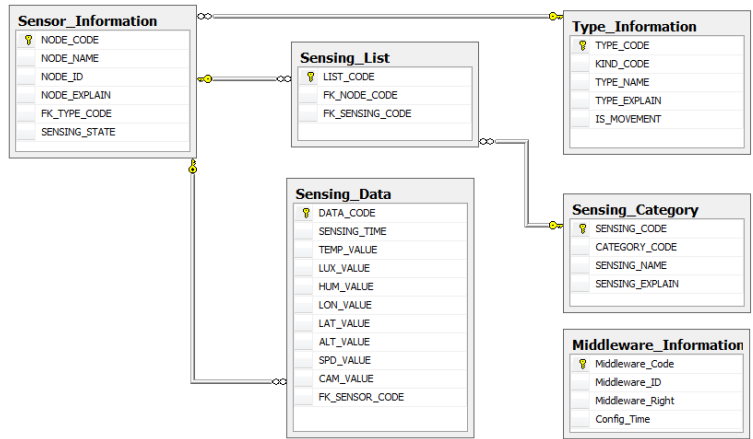 Sensor_Information
NODE_CODE
NODE_NAME
NODE_ID
NODE_EXPLAIN
FK_TYPE_CODE
SENSING_STATE
Sensing_List
LIST_CODE
FK_NODE_CODE
FK_SENSING_CODE
Type_Information
TYPE_CODE
KIND_CODE
TYPE_NAME
TYPE_EXPLAIN
IS_MOVEMENT
Sensing_Data
DATA_CODE
SENSING_TIME
TEMP_VALUE
LUX_VALUE
HUM_VALUE
LON_VALUE
LAT_VALUE
ALT_VALUE
SPD_VALUE
CAM_VALUE
FK_SENSOR_CODE
Sensing_Category
SENSING_CODE
CATEGORY_CODE
SENSING_NAME
SENSING_EXPLAIN
Middleware_Information
Middleware_Code
Middleware_ID
Middleware_Right
Config_Time